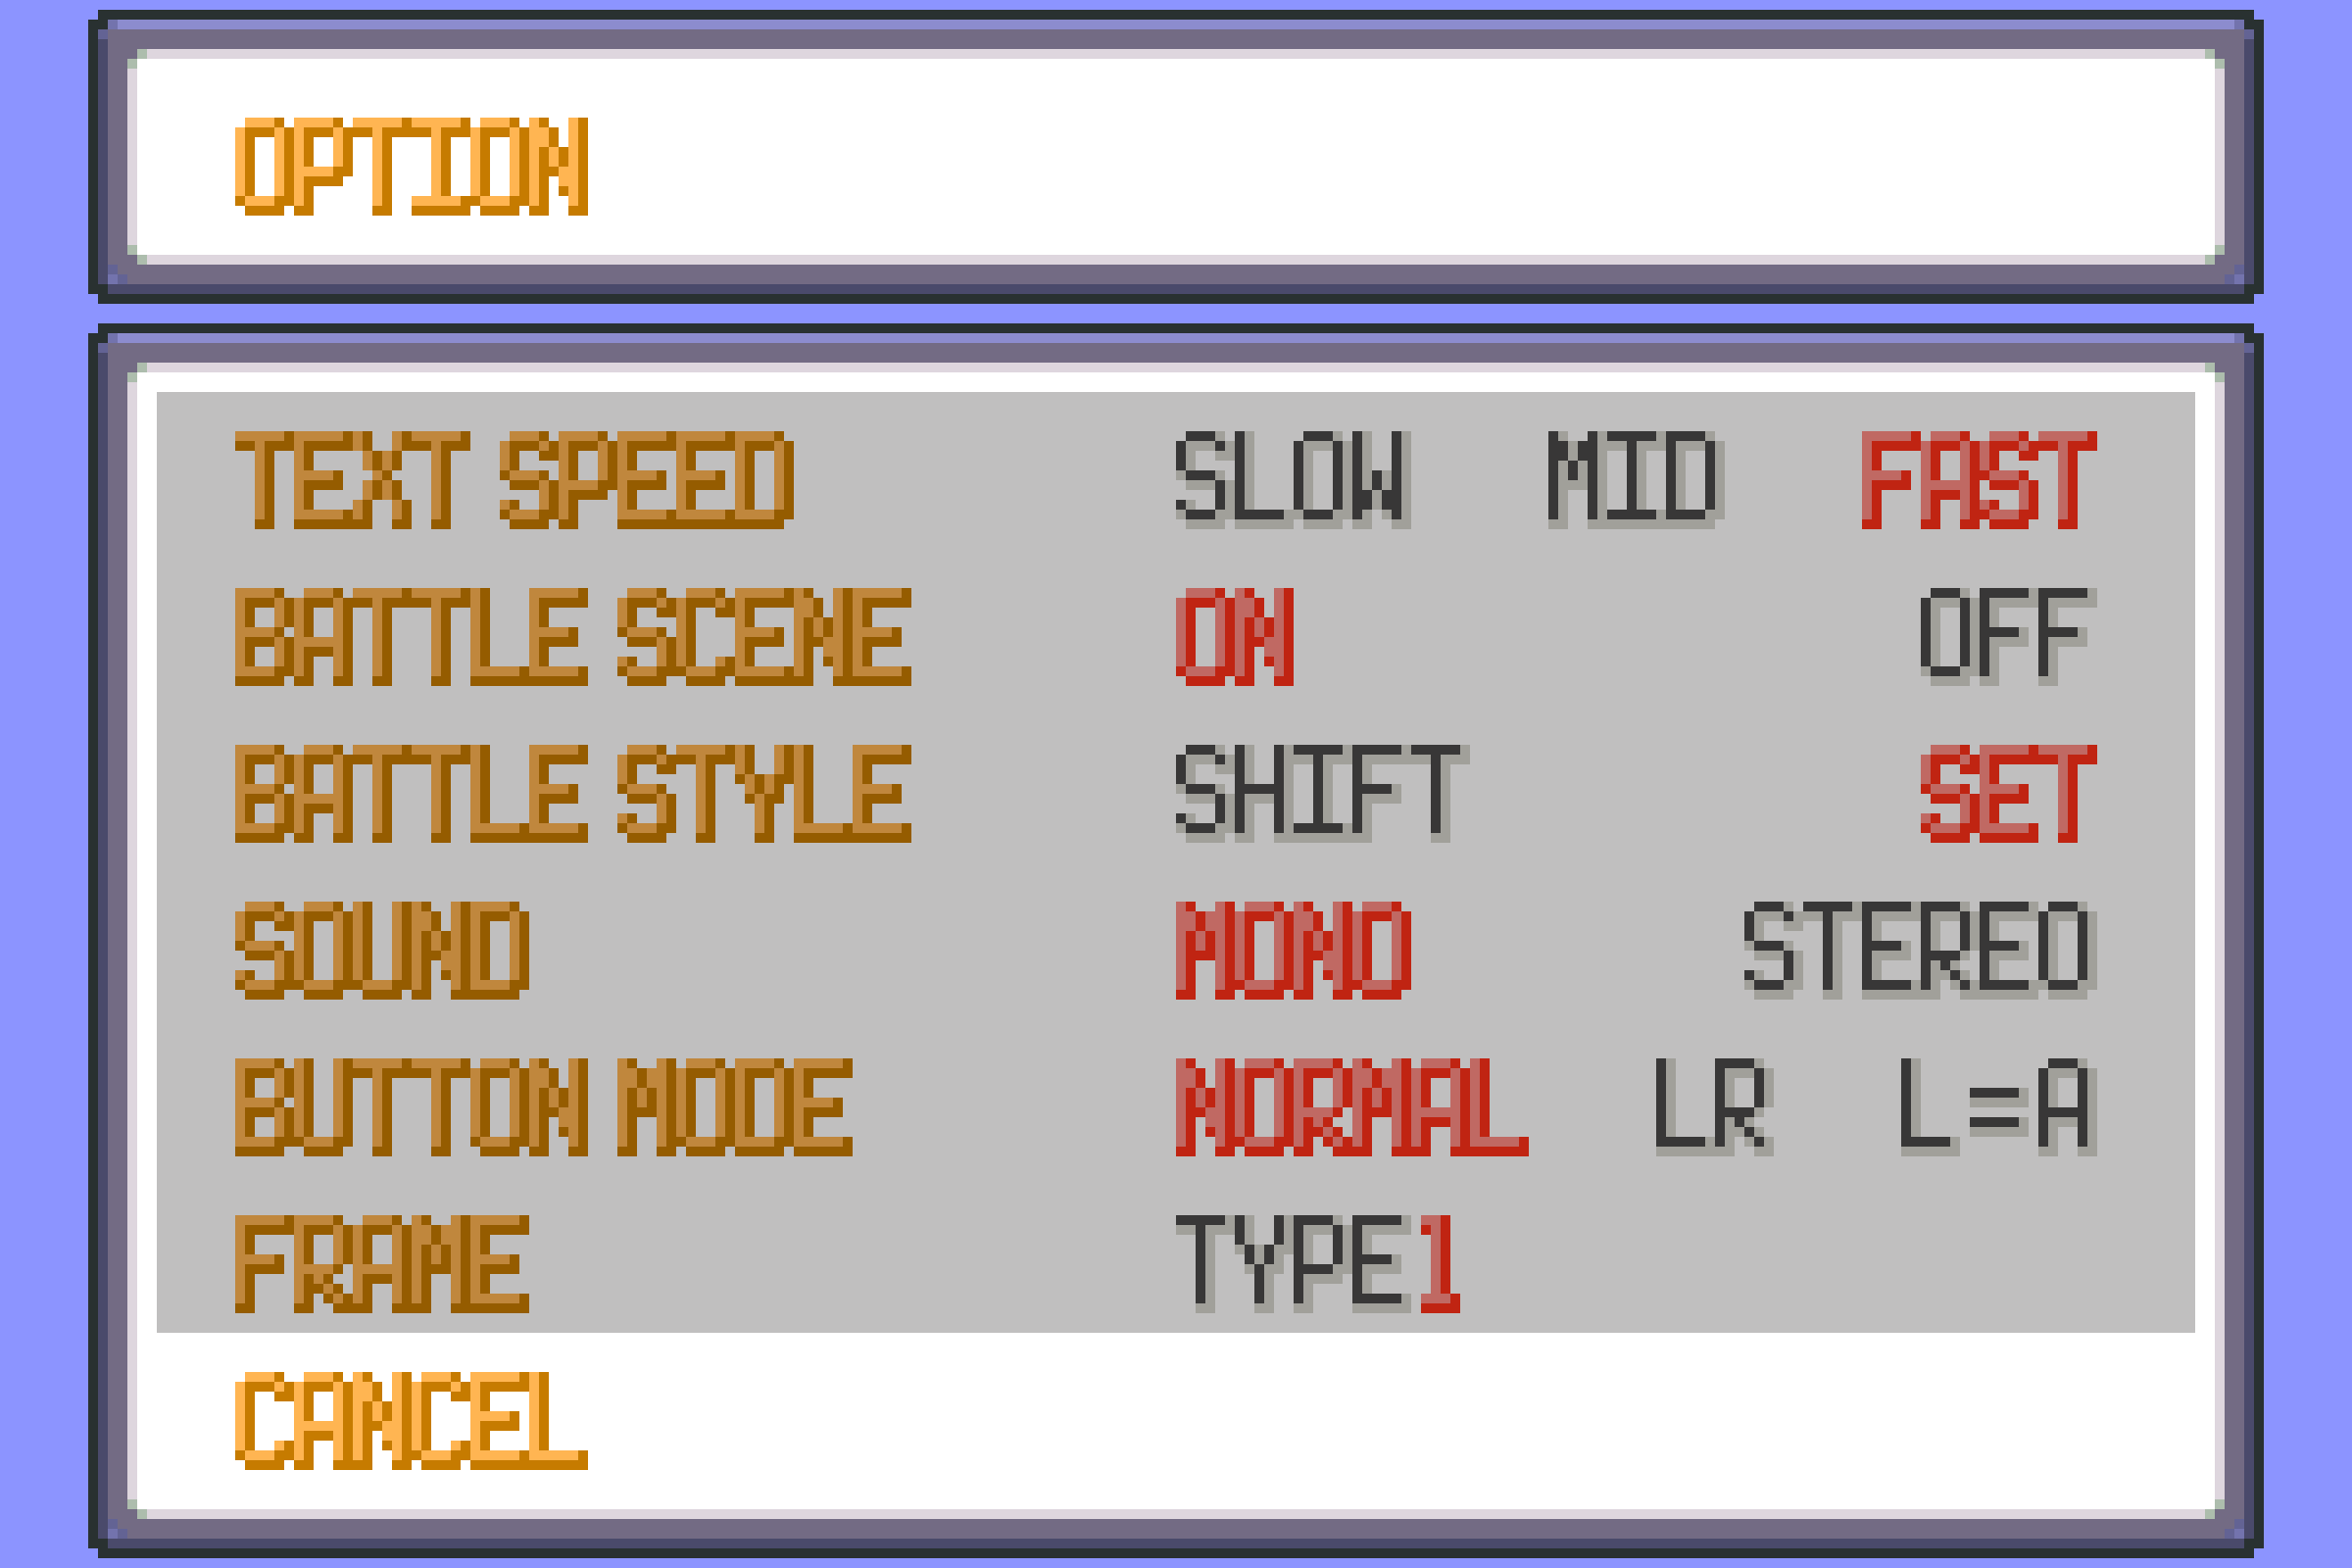 OPTION
TEXT SPEED SLOW MID FAST
BATTLE SCENE ON OFF
BATTLE STYLE SHIFT SET
SOUND MONO STEREO
BUTTON MODE NORMAL LR L=A
FRAME TYPE1
CANCEL